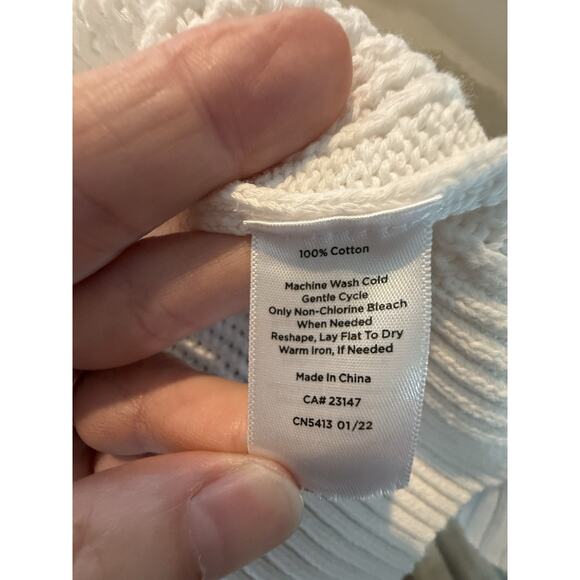 100% Cotton
Machine Wash Cold
Gentle Cycle
Only Non-Chlorine Bleach
When Needed
Reshape, Lay Flat To Dry
Warm Iron, If Needed
Made In China
CA# 23147
CN5413 01/22